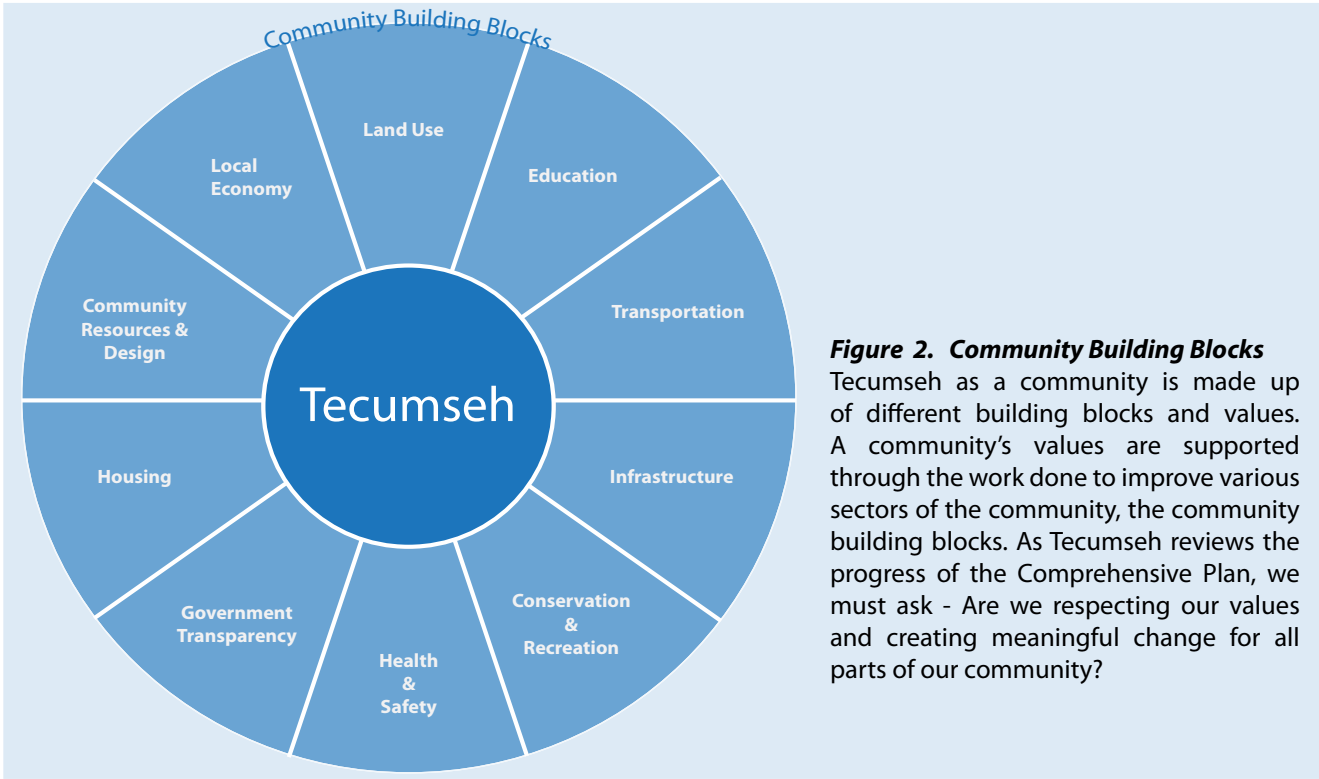 Community Building Blocks
Land Use
Education
Transportation
Infrastructure
Conservation
&
Recreation
Health
&
Safety
Government
Transparency
Housing
Community
Resources &
Design
Local
Economy
Tecumseh
Figure 2. Community Building Blocks
Tecumseh as a community is made up
of different building blocks and values.
A community’s values are supported
through the work done to improve various
sectors of the community, the community
building blocks. As Tecumseh reviews the
progress of the Comprehensive Plan, we
must ask - Are we respecting our values
and creating meaningful change for all
parts of our community?